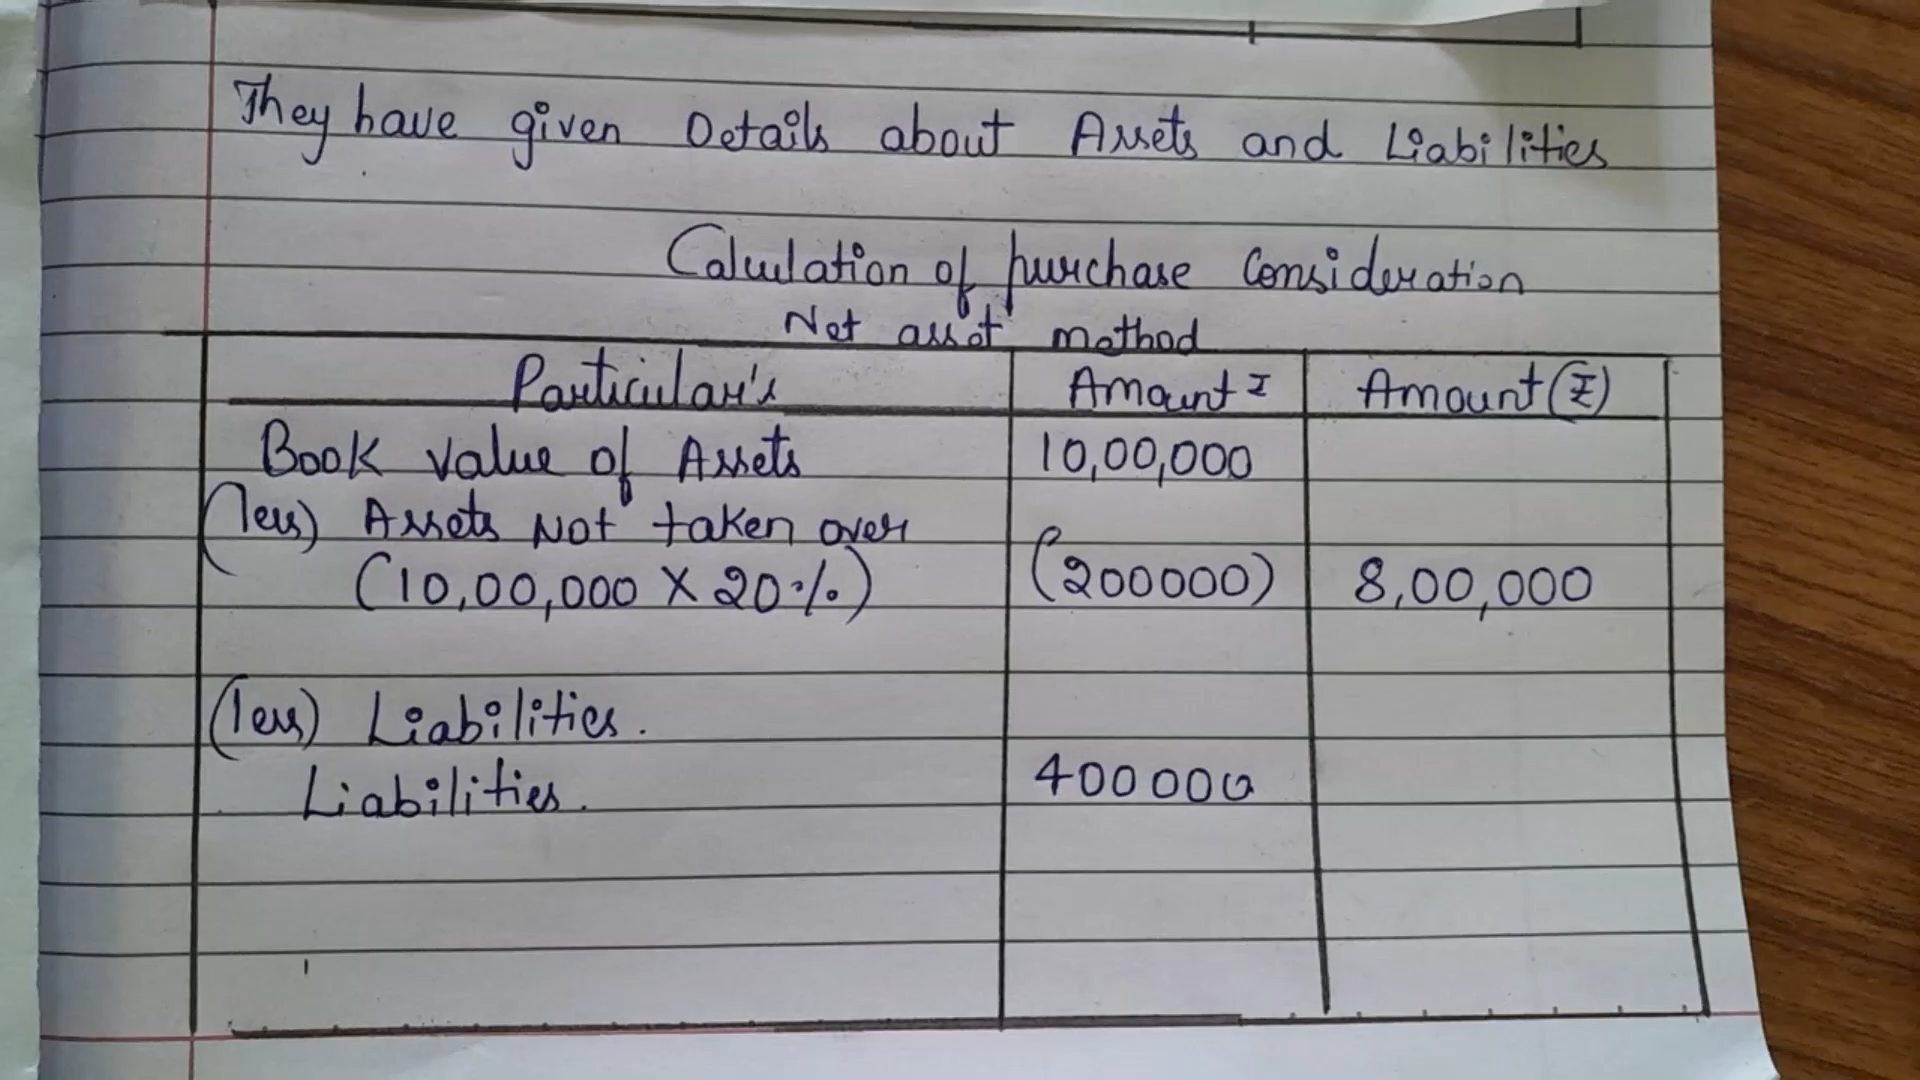 They have given Details about Assets and Liabilities
Calculation of purchase Consideration
Net asset method
Particular's Amount ₹ Amount (₹)
Book value of Assets 10,00,000
(less) Assets Not taken over
(10,00,000 X 20%) (200000) 8,00,000
(less) Liabilities.
Liabilities. 400000